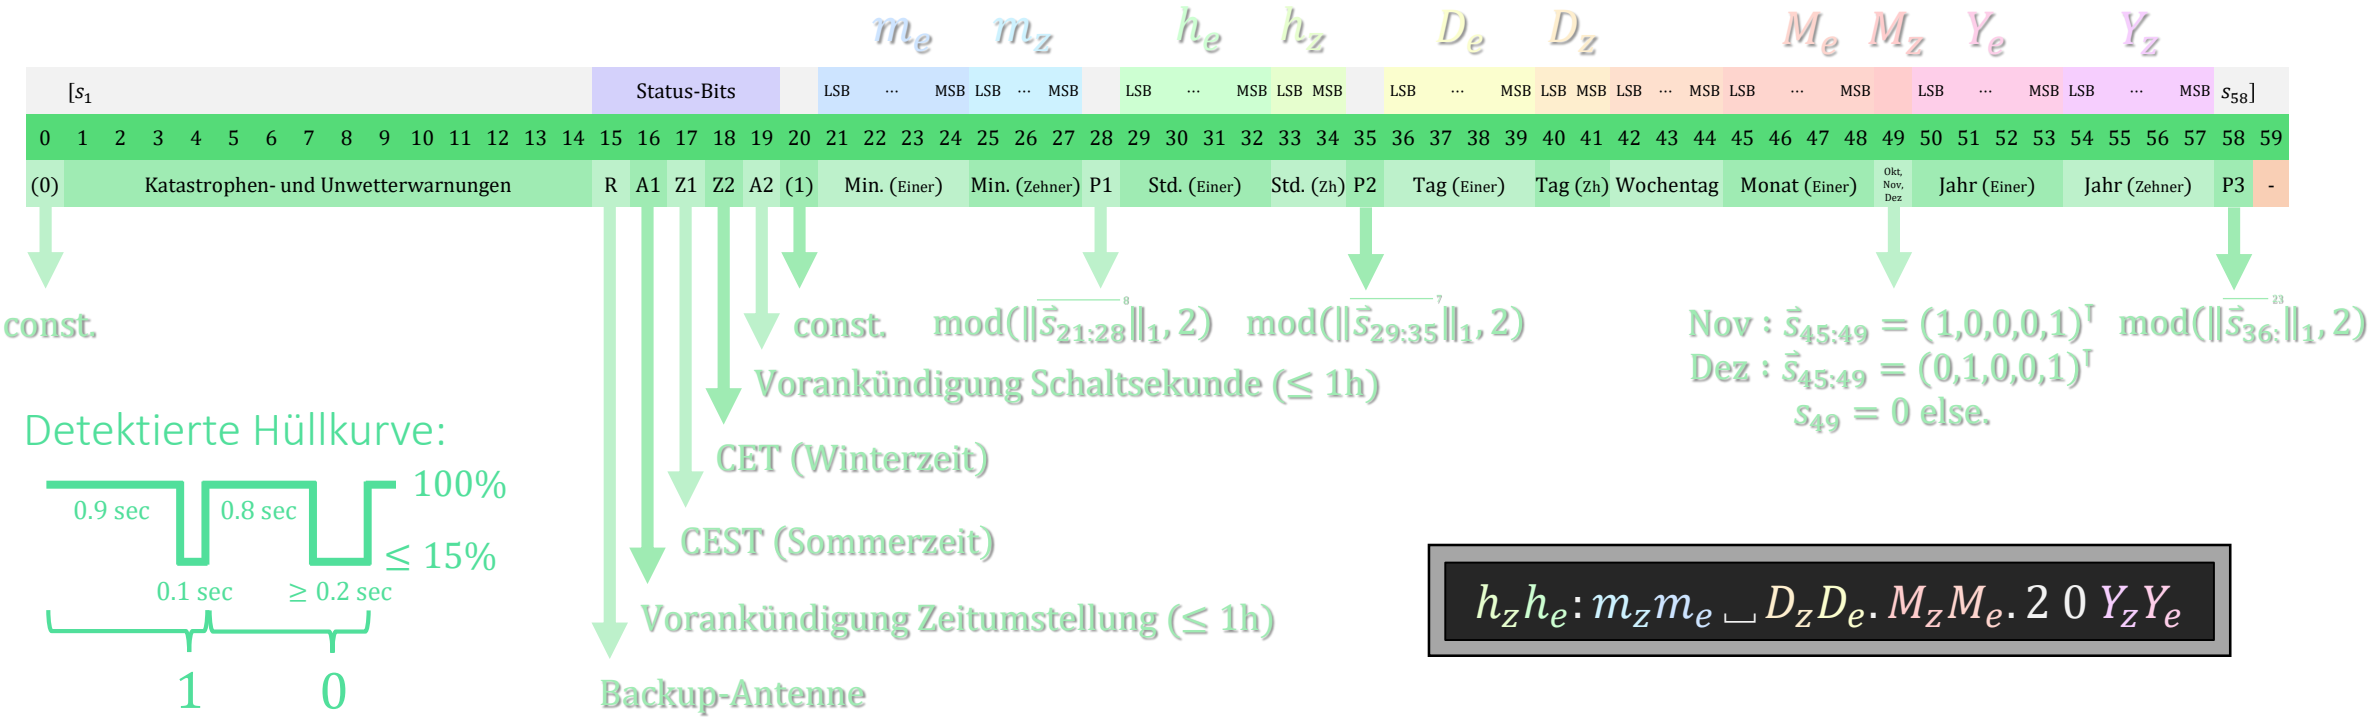 m_e m_z h_e h_z D_e D_z M_e M_z Y_e Y_z
[s_1 Status-Bits LSB ... MSB LSB ... MSB LSB ... MSB LSB MSB LSB ... MSB LSB MSB LSB ... MSB LSB ... MSB LSB ... MSB LSB ... MSB s_58]
0 1 2 3 4 5 6 7 8 9 10 11 12 13 14 15 16 17 18 19 20 21 22 23 24 25 26 27 28 29 30 31 32 33 34 35 36 37 38 39 40 41 42 43 44 45 46 47 48 49 50 51 52 53 54 55 56 57 58 59
(0) Katastrophen- und Unwetterwarnungen R A1 Z1 Z2 A2 (1) Min. (Einer) Min. (Zehner) P1 Std. (Einer) Std. (Zh) P2 Tag (Einer) Tag (Zh) Wochentag Monat (Einer) Okt, Nov, Dez Jahr (Einer) Jahr (Zehner) P3 -
const.
const.
mod(‖s⃗_21:28‖_1, 2)
8
mod(‖s⃗_29:35‖_1, 2)
7
Nov : s⃗_45:49 = (1,0,0,0,1)^⊤
Dez : s⃗_45:49 = (0,1,0,0,1)^⊤
s_49 = 0 else.
mod(‖s⃗_36:‖_1, 2)
23
Vorankündigung Schaltsekunde (≤ 1h)
CET (Winterzeit)
CEST (Sommerzeit)
Vorankündigung Zeitumstellung (≤ 1h)
Backup-Antenne
Detektierte Hüllkurve:
100%
0.9 sec 0.8 sec
≤ 15%
0.1 sec ≥ 0.2 sec
1 0
h_z h_e : m_z m_e ⎵ D_z D_e . M_z M_e . 2 0 Y_z Y_e